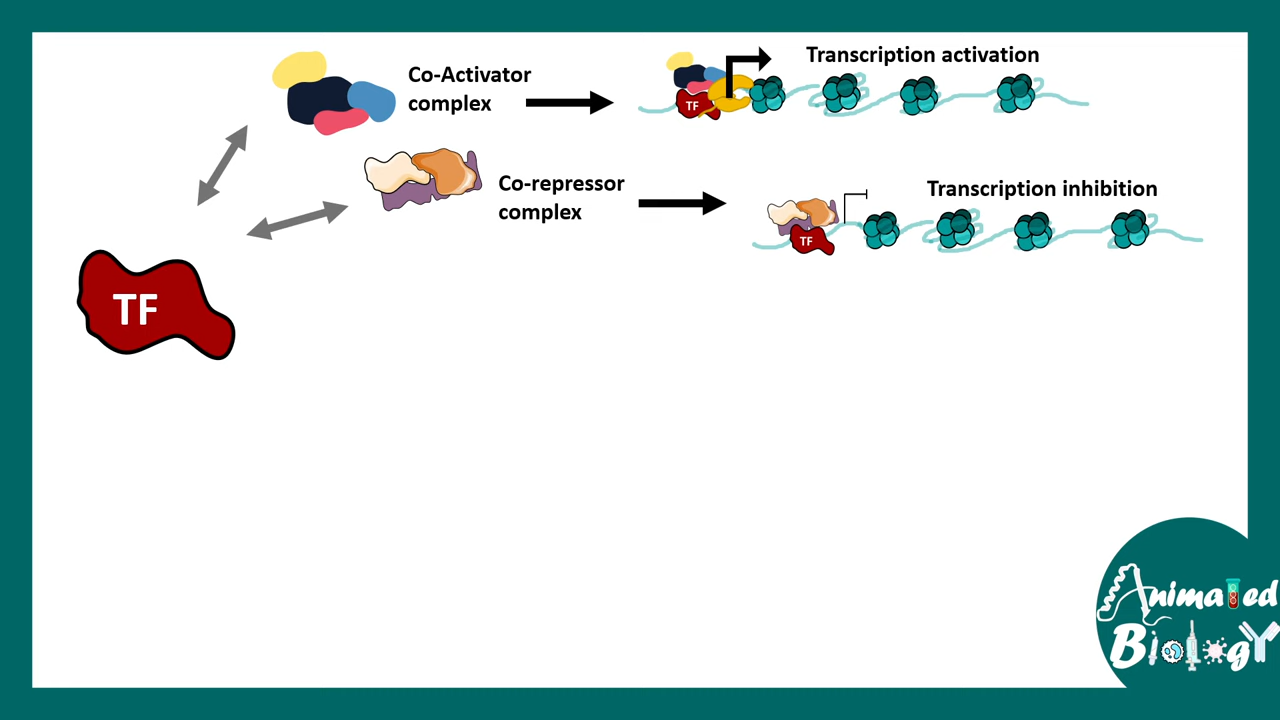 Co-Activator
complex
Transcription activation
TF
Co-repressor
complex
Transcription inhibition
TF
TF
Animated
Biology